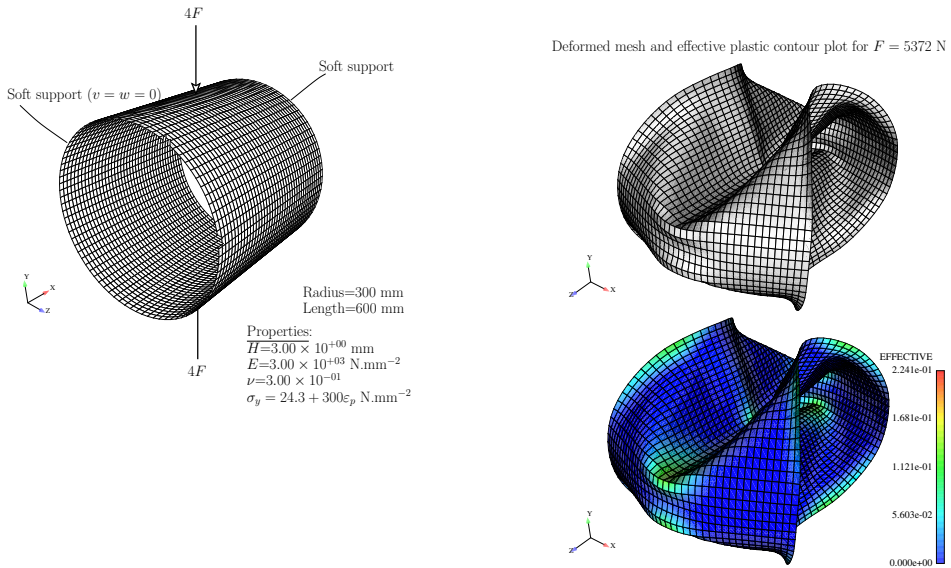 4F
Soft support
Soft support (v = w = 0)
Y
X
Z
Radius=300 mm
Length=600 mm
Properties:
H=3.00 × 10⁺⁰⁰ mm
E=3.00 × 10⁺⁰³ N.mm⁻²
ν=3.00 × 10⁻⁰¹
σ_y = 24.3 + 300ε_p N.mm⁻²
4F
Deformed mesh and effective plastic contour plot for F = 5372 N
Y
Z
X
EFFECTIVE
2.241e-01
1.681e-01
1.121e-01
5.603e-02
0.000e+00
Y
Z
X